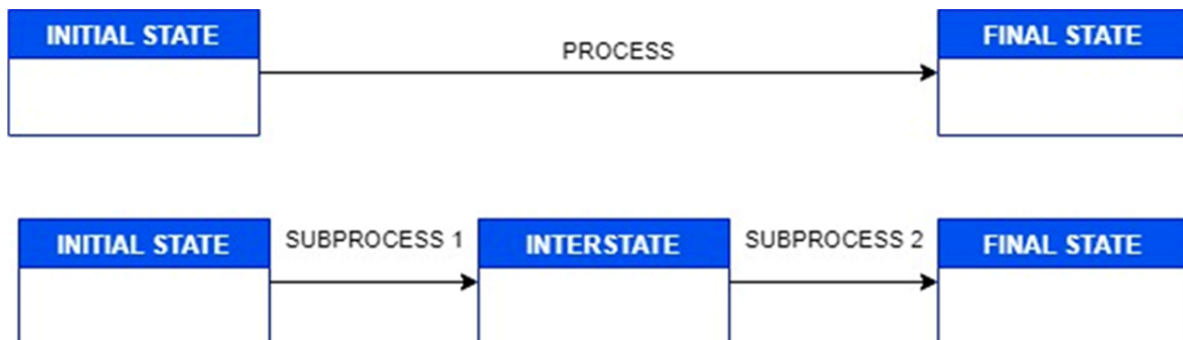 INITIAL STATE
PROCESS
FINAL STATE
INITIAL STATE
SUBPROCESS 1
INTERSTATE
SUBPROCESS 2
FINAL STATE